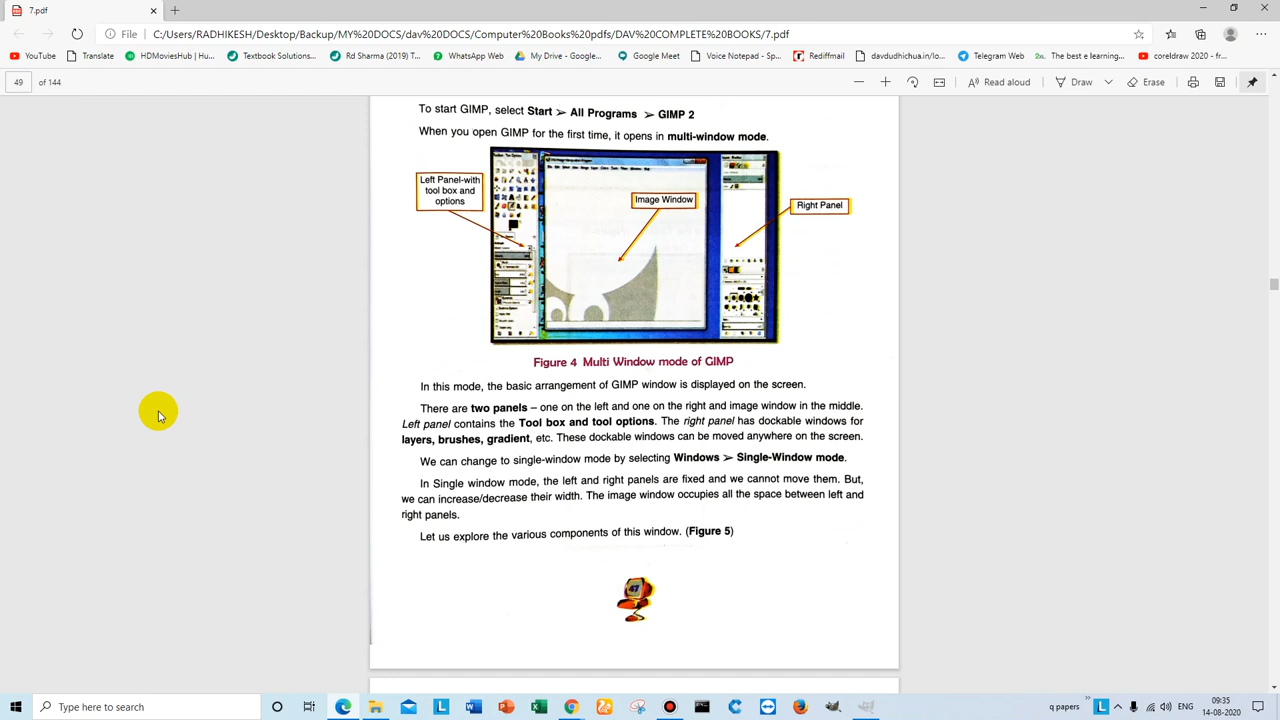 7.pdf
File
C:/Users/RADHIKESH/Desktop/Backup/MY%20DOCS/dav%20DOCS/Computer%20Books%20pdfs/DAV%20COMPLETE%20BOOKS/7.pdf
YouTube
Translate
HDMoviesHub | Hu...
Textbook Solutions...
Rd Sharma (2019) T...
WhatsApp Web
My Drive - Google...
Google Meet
Voice Notepad - Sp...
Rediffmail
davdudhichua.in/lo...
Telegram Web
The best e learning...
coreldraw 2020 - fr...
49 of 144
Read aloud
Draw
Erase
To start GIMP, select Start ➢ All Programs ➢ GIMP 2
When you open GIMP for the first time, it opens in multi-window mode.
Left Panel-with
tool box and
options
Image Window
Right Panel
Figure 4 Multi Window mode of GIMP
In this mode, the basic arrangement of GIMP window is displayed on the screen.
There are two panels – one on the left and one on the right and image window in the middle.
Left panel contains the Tool box and tool options. The right panel has dockable windows for
layers, brushes, gradient, etc. These dockable windows can be moved anywhere on the screen.
We can change to single-window mode by selecting Windows ➢ Single-Window mode.
In Single window mode, the left and right panels are fixed and we cannot move them. But,
we can increase/decrease their width. The image window occupies all the space between left and
right panels.
Let us explore the various components of this window. (Figure 5)
47
Type here to search
q papers
ENG
09:35
14-08-2020